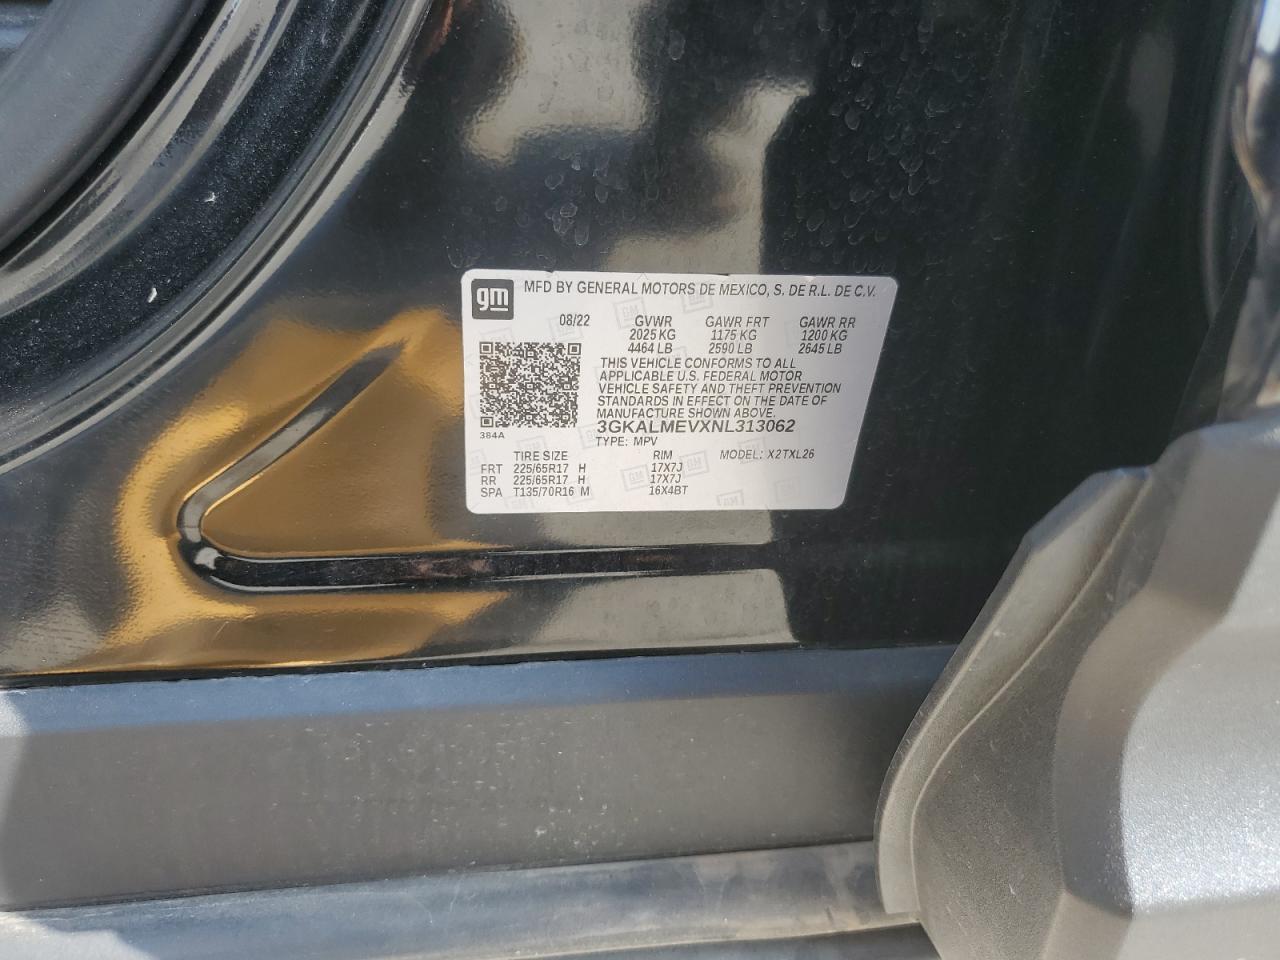 gm MFD BY GENERAL MOTORS DE MEXICO, S. DE R.L. DE C.V.
08/22 GVWR GAWR FRT GAWR RR
2025 KG 1175 KG 1200 KG
4464 LB 2590 LB 2645 LB
THIS VEHICLE CONFORMS TO ALL
APPLICABLE U.S. FEDERAL MOTOR
VEHICLE SAFETY AND THEFT PREVENTION
STANDARDS IN EFFECT ON THE DATE OF
MANUFACTURE SHOWN ABOVE.
384A
3GKALMEVXNL313062
TYPE: MPV MODEL: X2TXL26
TIRE SIZE RIM
FRT 225/65R17 H 17X7J
RR 225/65R17 H 17X7J
SPA T135/70R16 M 16X4BT